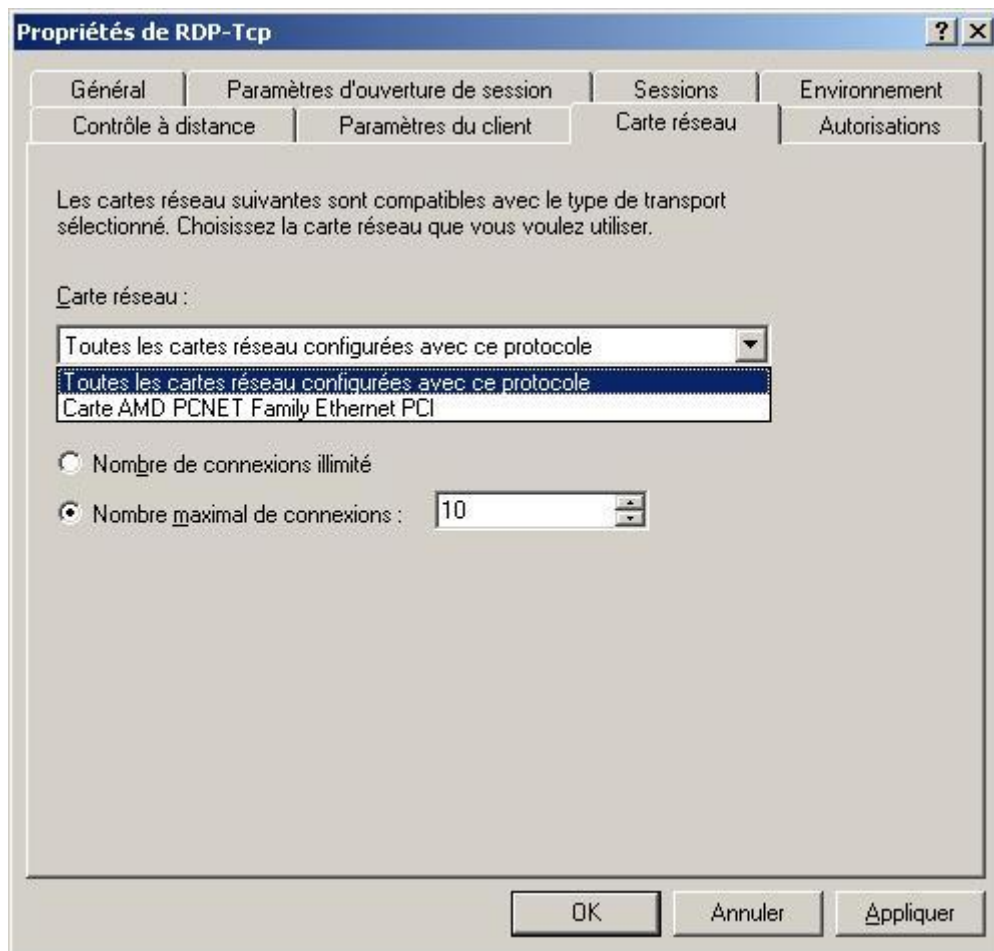 Propriétés de RDP-Tcp
Général
Paramètres d'ouverture de session
Sessions
Environnement
Contrôle à distance
Paramètres du client
Carte réseau
Autorisations
Les cartes réseau suivantes sont compatibles avec le type de transport
sélectionné. Choisissez la carte réseau que vous voulez utiliser.
Carte réseau :
Toutes les cartes réseau configurées avec ce protocole
Toutes les cartes réseau configurées avec ce protocole
Carte AMD PCNET Family Ethernet PCI
Nombre de connexions illimité
Nombre maximal de connexions : 10
OK
Annuler
Appliquer